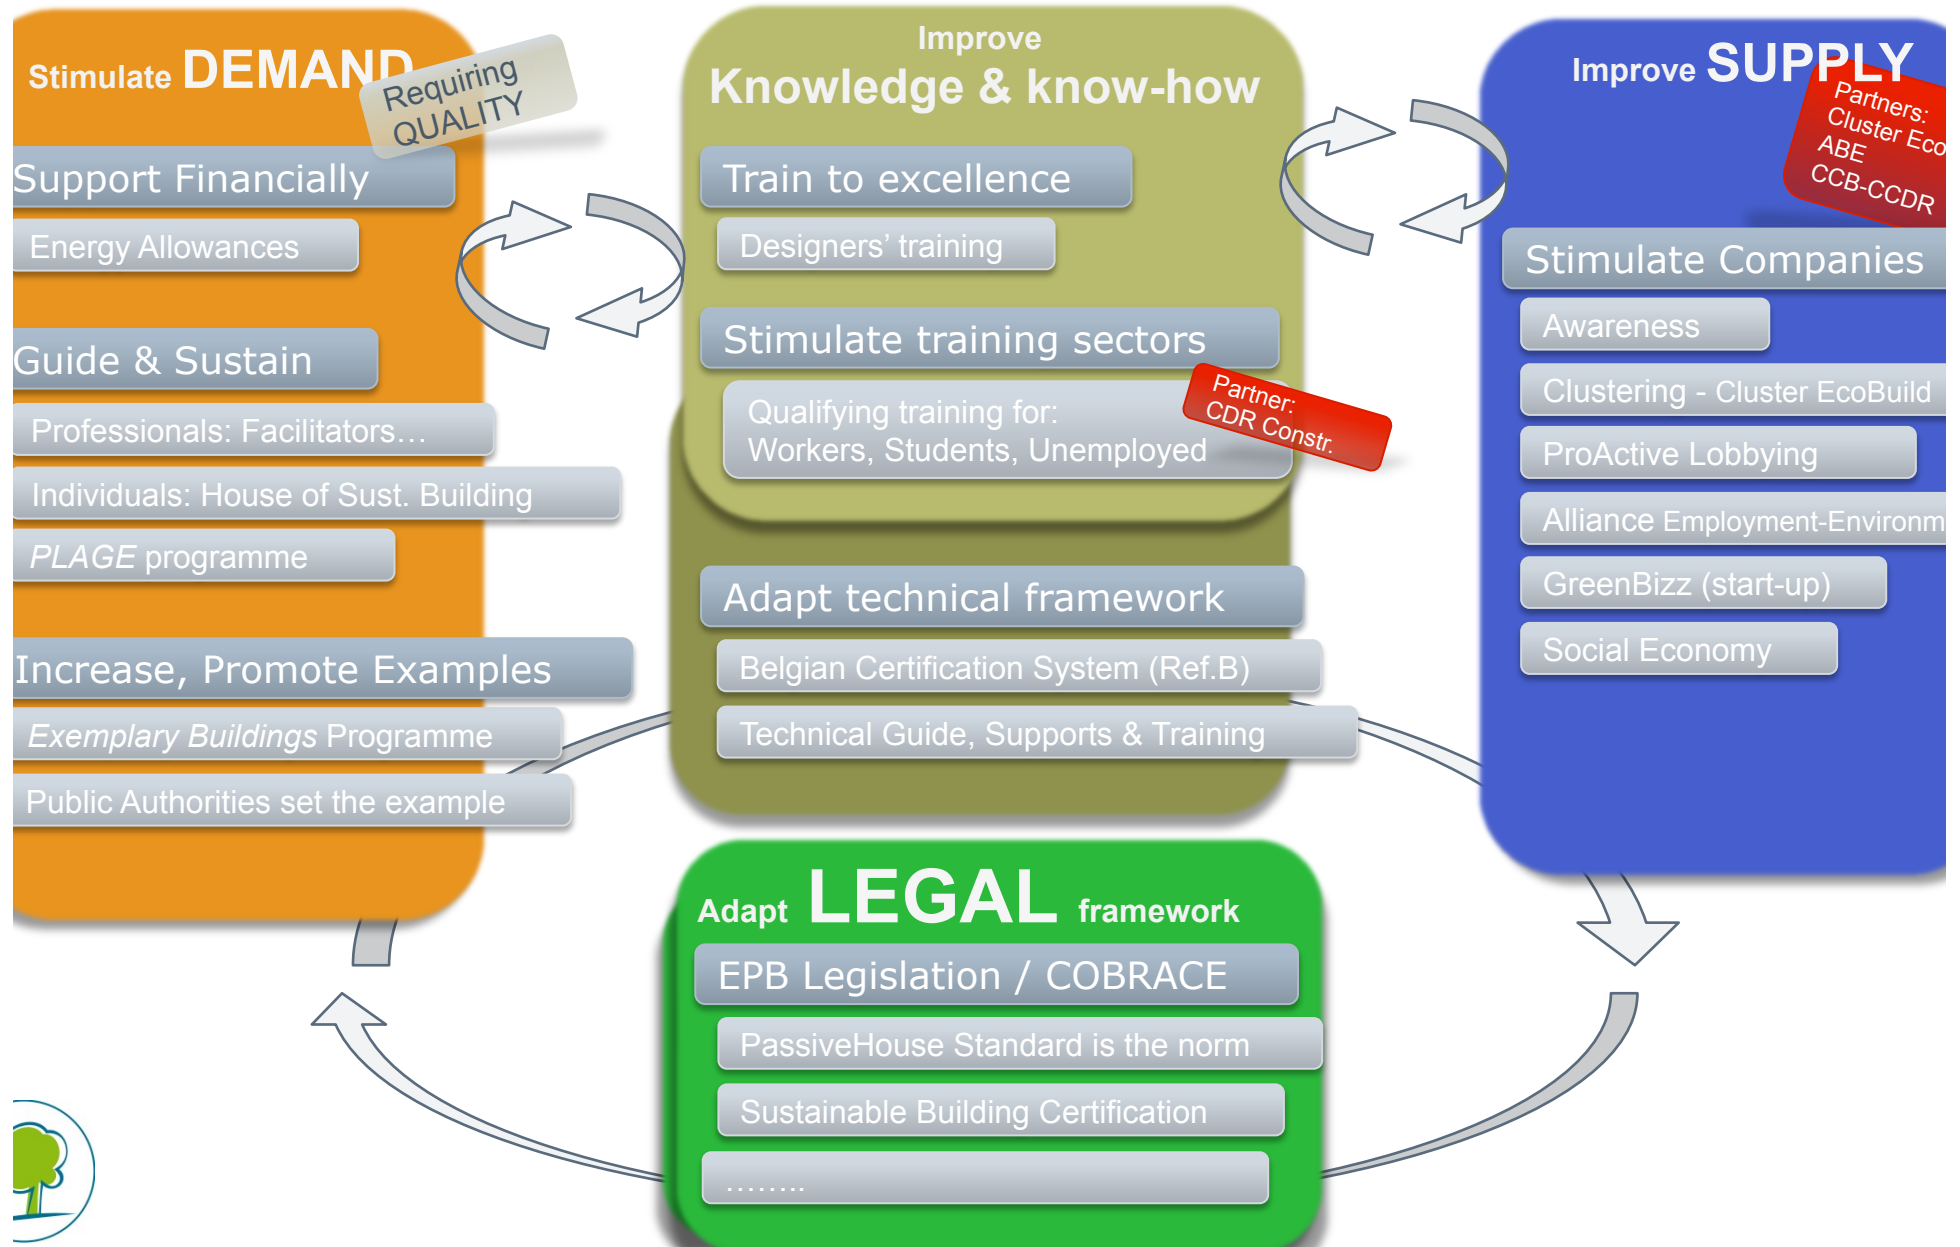 Stimulate DEMAND
Requiring
QUALITY
Support Financially
Energy Allowances
Guide & Sustain
Professionals: Facilitators…
Individuals: House of Sust. Building
PLAGE programme
Increase, Promote Examples
Exemplary Buildings Programme
Public Authorities set the example
Improve
Knowledge & know-how
Train to excellence
Designers’ training
Stimulate training sectors
Qualifying training for:
Workers, Students, Unemployed
Partner:
CDR Constr.
Adapt technical framework
Belgian Certification System (Ref.B)
Technical Guide, Supports & Training
Improve SUPPLY
Partners:
Cluster Eco
ABE
CCB-CCDR
Stimulate Companies
Awareness
Clustering - Cluster EcoBuild
ProActive Lobbying
Alliance Employment-Environm
GreenBizz (start-up)
Social Economy
Adapt LEGAL framework
EPB Legislation / COBRACE
PassiveHouse Standard is the norm
Sustainable Building Certification
........